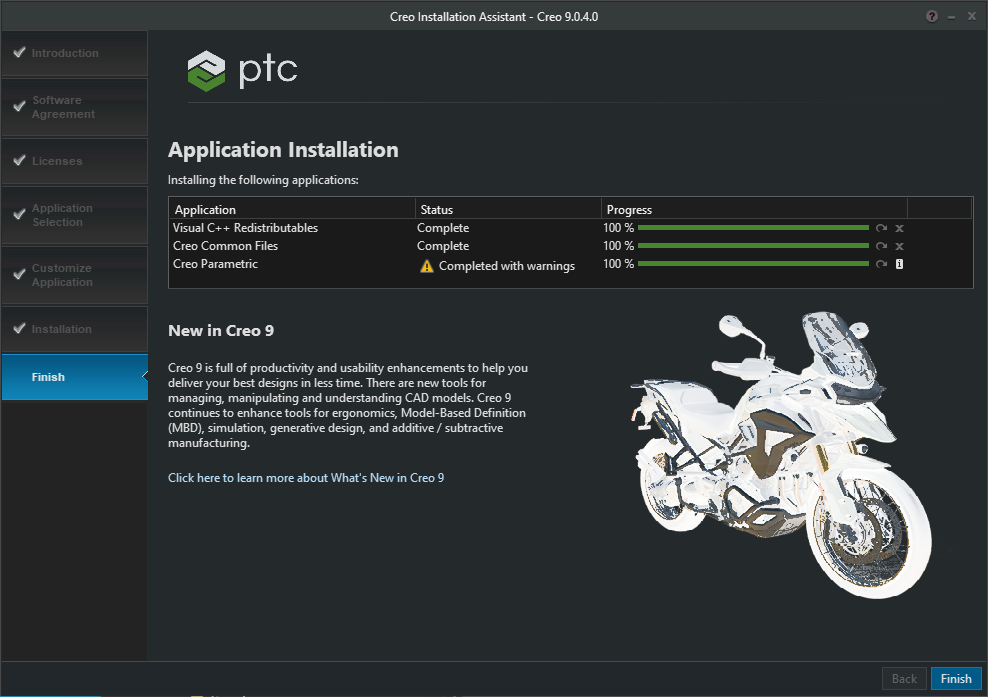 Creo Installation Assistant - Creo 9.0.4.0
Introduction
Software
Agreement
Licenses
Application
Selection
Customize
Application
Installation
Finish
ptc
Application Installation
Installing the following applications:
Application Status Progress
Visual C++ Redistributables Complete 100 %
Creo Common Files Complete 100 %
Creo Parametric Completed with warnings 100 %
New in Creo 9
Creo 9 is full of productivity and usability enhancements to help you
deliver your best designs in less time. There are new tools for
managing, manipulating and understanding CAD models. Creo 9
continues to enhance tools for ergonomics, Model-Based Definition
(MBD), simulation, generative design, and additive / subtractive
manufacturing.
Click here to learn more about What's New in Creo 9
Back Finish